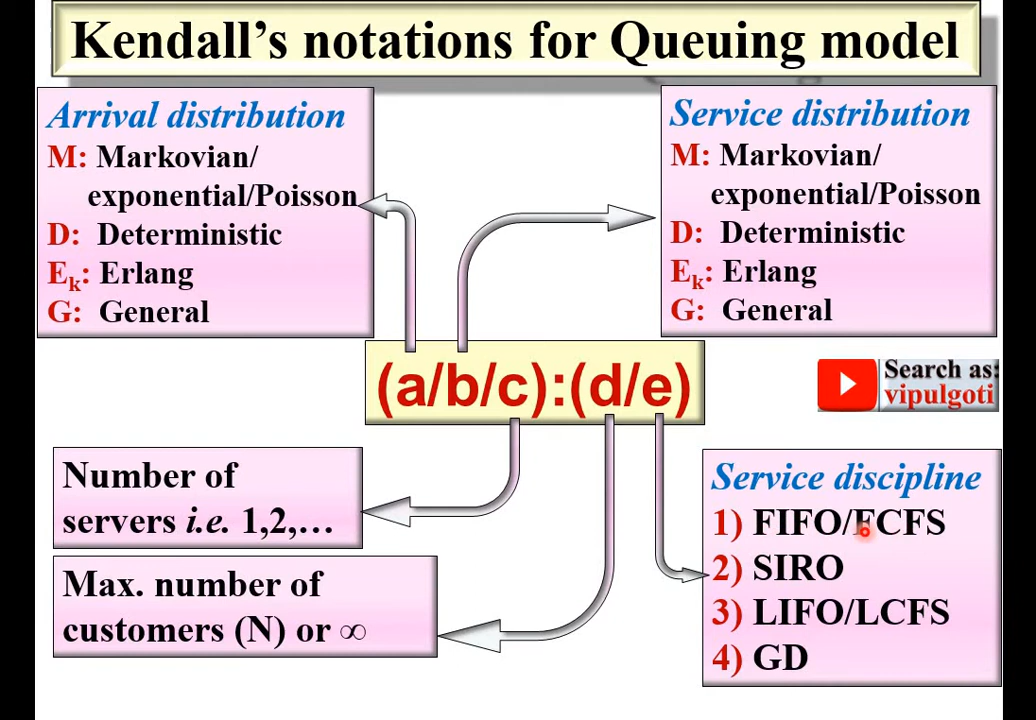 Kendall's notations for Queuing model
Arrival distribution
M: Markovian/
exponential/Poisson
D: Deterministic
Ek: Erlang
G: General
Service distribution
M: Markovian/
exponential/Poisson
D: Deterministic
Ek: Erlang
G: General
(a/b/c):(d/e)
Search as:
vipulgoti
Number of
servers i.e. 1,2,…
Max. number of
customers (N) or ∞
Service discipline
1) FIFO/FCFS
2) SIRO
3) LIFO/LCFS
4) GD